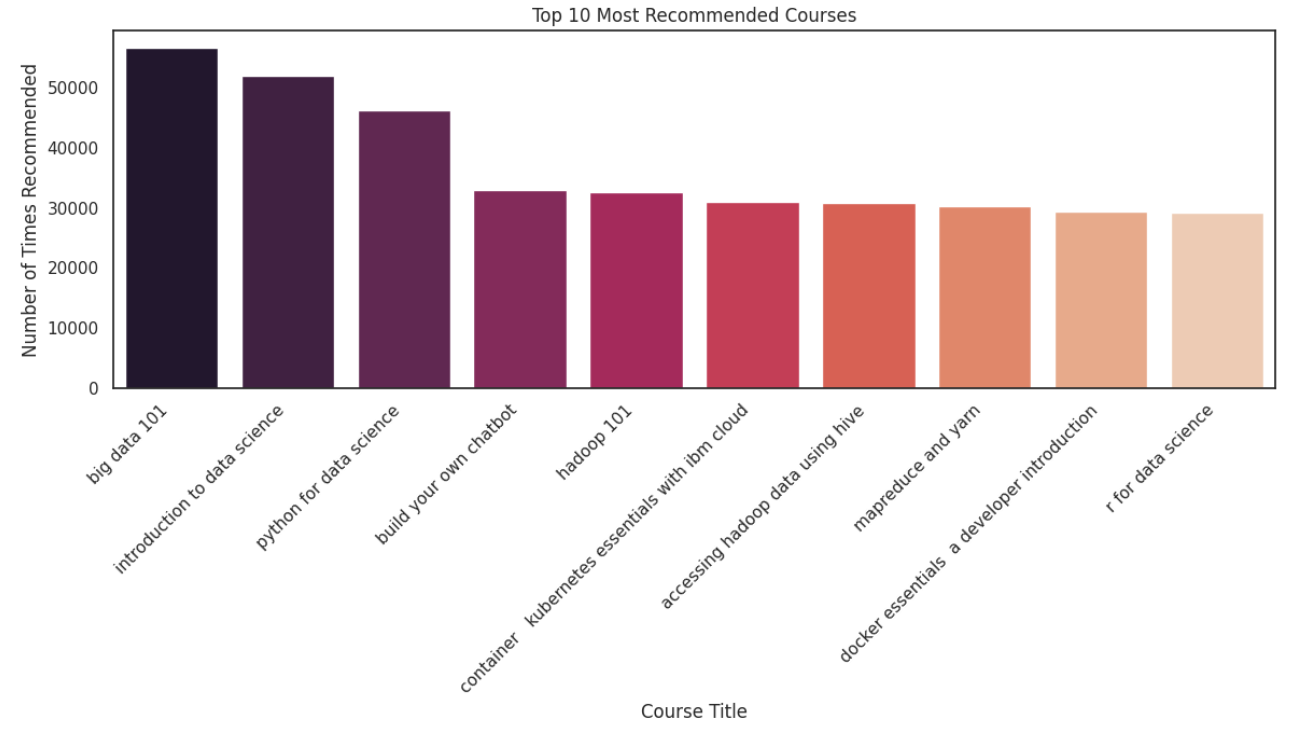 Top 10 Most Recommended Courses
Number of Times Recommended
50000
40000
30000
20000
10000
0
big data 101
introduction to data science
python for data science
build your own chatbot
hadoop 101
container   kubernetes essentials with ibm cloud
accessing hadoop data using hive
mapreduce and yarn
docker essentials  a developer introduction
r for data science
Course Title